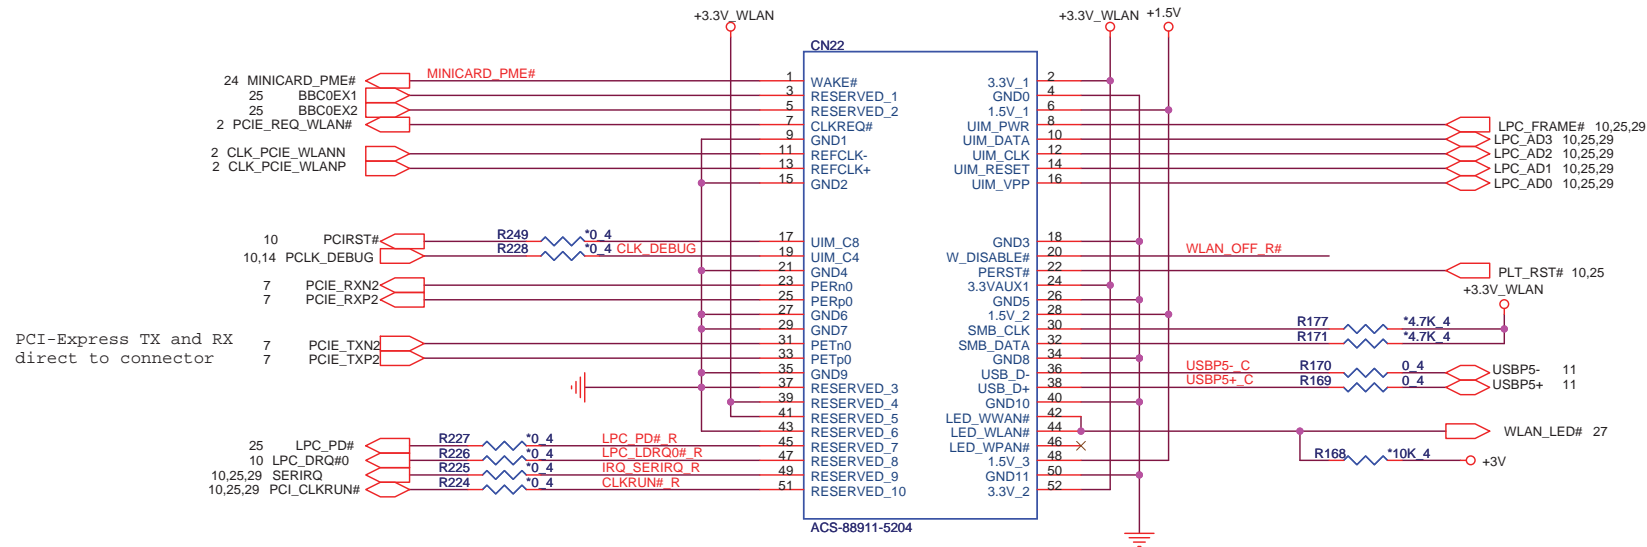 +3.3V_WLAN
+3.3V_WLAN
+1.5V
CN22
24 MINICARD_PME# MINICARD_PME# 1 WAKE# 3.3V_1 2
25 BBC0EX1 3 RESERVED_1 GND0 4
25 BBC0EX2 5 RESERVED_2 1.5V_1 6
2 PCIE_REQ_WLAN# 7 CLKREQ# UIM_PWR 8 LPC_FRAME# 10,25,29
9 GND1 UIM_DATA 10 LPC_AD3 10,25,29
2 CLK_PCIE_WLANN 11 REFCLK- UIM_CLK 12 LPC_AD2 10,25,29
2 CLK_PCIE_WLANP 13 REFCLK+ UIM_RESET 14 LPC_AD1 10,25,29
15 GND2 UIM_VPP 16 LPC_AD0 10,25,29
10 PCIRST# R249 *0_4 17 UIM_C8 GND3 18
10,14 PCLK_DEBUG R228 *0_4 CLK_DEBUG 19 UIM_C4 W_DISABLE# 20 WLAN_OFF_R#
21 GND4 PERST# 22 PLT_RST# 10,25
7 PCIE_RXN2 23 PERn0 3.3VAUX1 24 +3.3V_WLAN
7 PCIE_RXP2 25 PERp0 GND5 26
27 GND6 1.5V_2 28
29 GND7 SMB_CLK 30 R177 *4.7K_4
PCI-Express TX and RX
direct to connector
7 PCIE_TXN2 31 PETn0 SMB_DATA 32 R171 *4.7K_4
7 PCIE_TXP2 33 PETp0 GND8 34
35 GND9 USB_D- 36 USBP5-_C R170 0_4 USBP5- 11
37 RESERVED_3 USB_D+ 38 USBP5+_C R169 0_4 USBP5+ 11
39 RESERVED_4 GND10 40
41 RESERVED_5 LED_WWAN# 42
43 RESERVED_6 LED_WLAN# 44 WLAN_LED# 27
25 LPC_PD# R227 *0_4 LPC_PD#_R 45 RESERVED_7 LED_WPAN# 46
10 LPC_DRQ#0 R226 *0_4 LPC_LDRQ0#_R 47 RESERVED_8 1.5V_3 48 R168 *10K_4 +3V
10,25,29 SERIRQ R225 *0_4 IRQ_SERIRQ_R 49 RESERVED_9 GND11 50
10,25,29 PCI_CLKRUN# R224 *0_4 CLKRUN#_R 51 RESERVED_10 3.3V_2 52
ACS-88911-5204